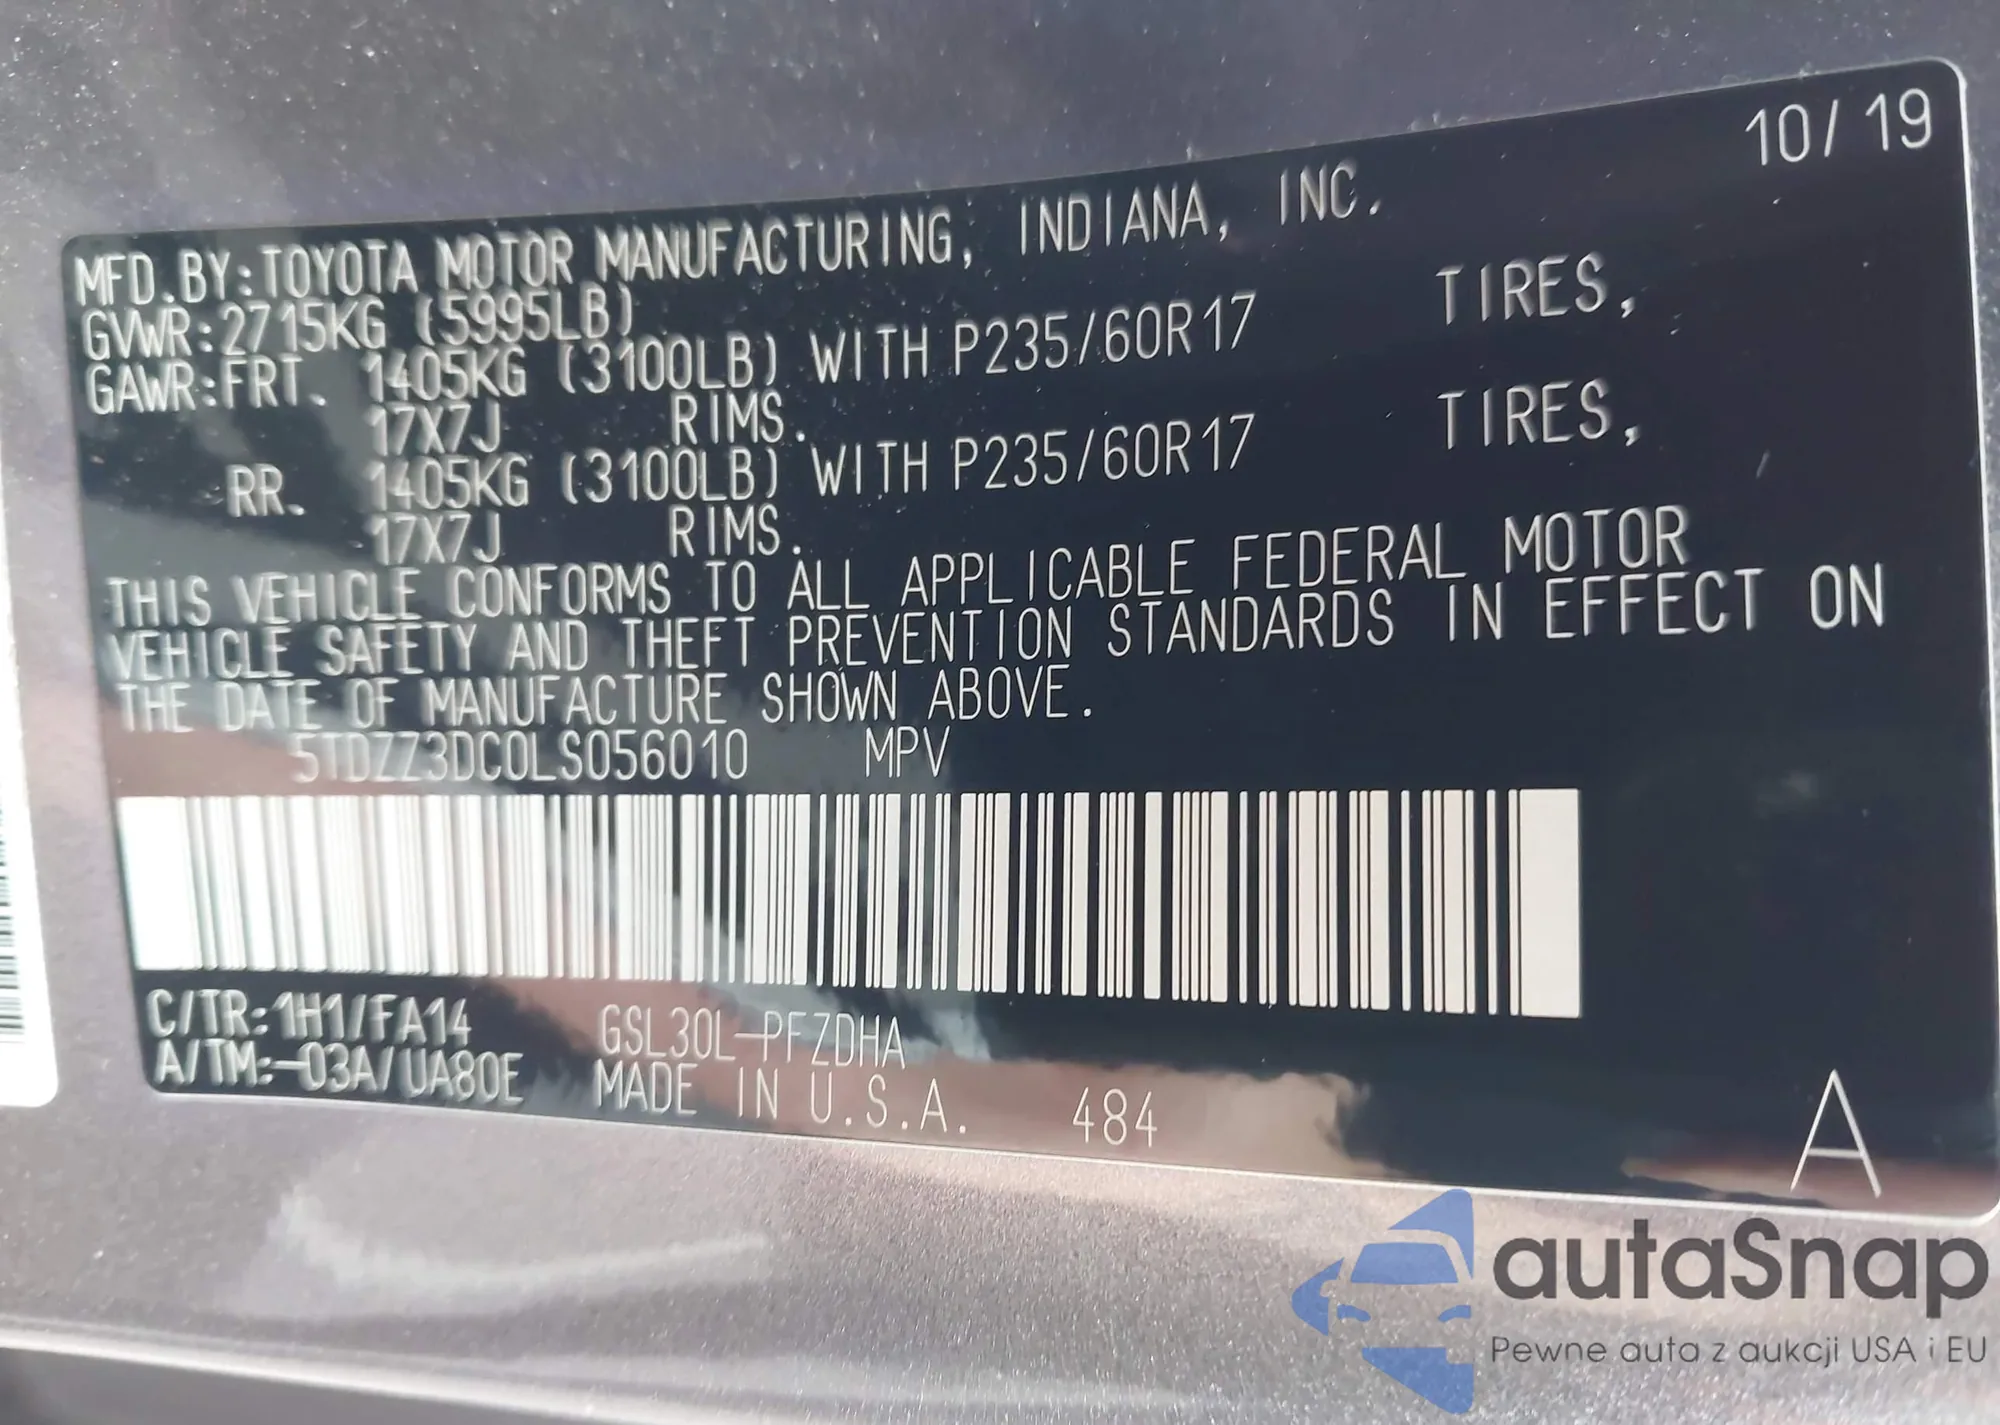 10/19
MFD.BY:TOYOTA MOTOR MANUFACTURING, INDIANA, INC.
GVWR:2715KG (5995LB)
GAWR:FRT. 1405KG (3100LB) WITH P235/60R17 TIRES,
17X7J RIMS.
RR. 1405KG (3100LB) WITH P235/60R17 TIRES,
17X7J RIMS.
THIS VEHICLE CONFORMS TO ALL APPLICABLE FEDERAL MOTOR
VEHICLE SAFETY AND THEFT PREVENTION STANDARDS IN EFFECT ON
THE DATE OF MANUFACTURE SHOWN ABOVE.
5TDZZ3DC0LS056010 MPV
C/TR:1H1/FA14 GSL30L-PFZDHA
A/TM:-03A/UA80E MADE IN U.S.A. 484
A
autaSnap
Pewne auta z aukcji USA i EU